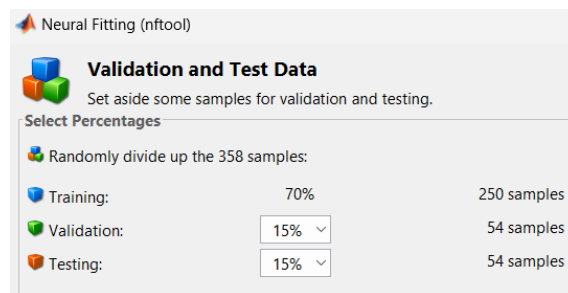 Neural Fitting (nftool)
Validation and Test Data
Set aside some samples for validation and testing.
Select Percentages
Randomly divide up the 358 samples:
Training: 70% 250 samples
Validation: 15% 54 samples
Testing: 15% 54 samples